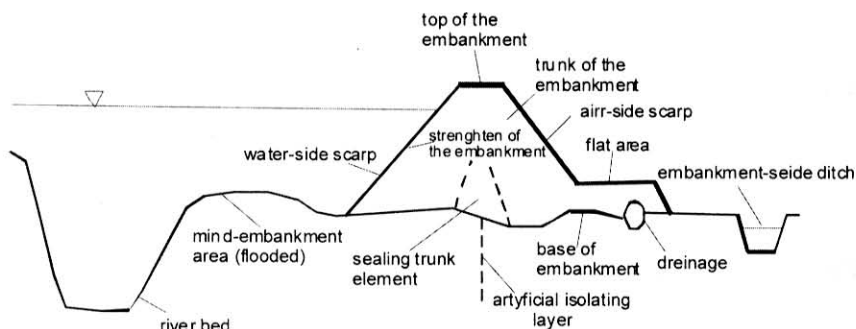 top of the
embankment
trunk of the
embankment
airr-side scarp
strenghten of
the embankment
water-side scarp
flat area
embankment-seide ditch
mind-embankment
area (flooded)
sealing trunk
element
base of
embankment
dreinage
artyficial isolating
layer
river bed